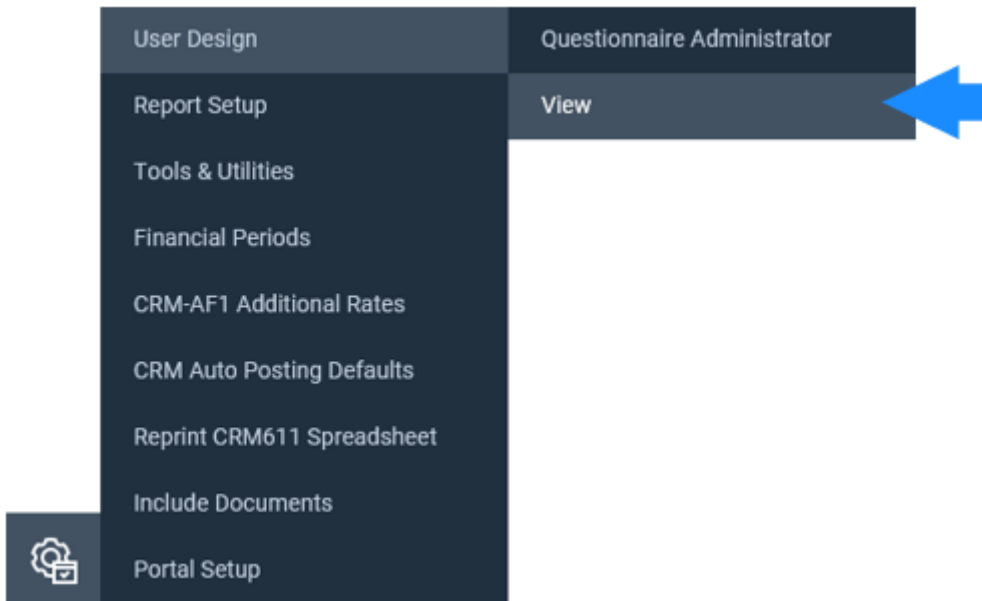 User Design
Questionnaire Administrator
View
Report Setup
Tools & Utilities
Financial Periods
CRM-AF1 Additional Rates
CRM Auto Posting Defaults
Reprint CRM611 Spreadsheet
Include Documents
Portal Setup